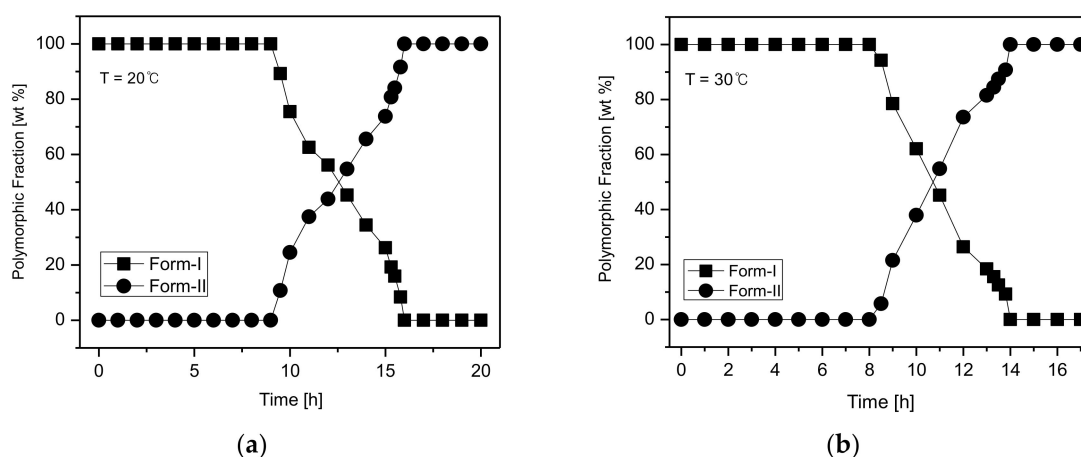 100
80
60
40
20
0
Polymorphic Fraction [wt %]
T = 20℃
Form-I
Form-II
0 5 10 15 20
Time [h]
(a)
100
80
60
40
20
0
Polymorphic Fraction [wt %]
T = 30℃
Form-I
Form-II
0 2 4 6 8 10 12 14 16
Time [h]
(b)